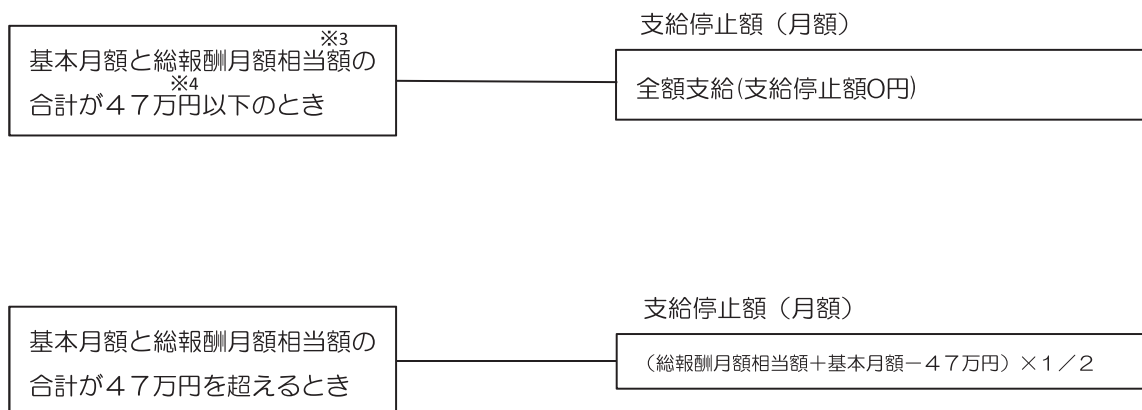 支給停止額（月額）
※3
基本月額と総報酬月額相当額の
※4
合計が４７万円以下のとき
全額支給(支給停止額0円)
支給停止額（月額）
基本月額と総報酬月額相当額の
合計が４７万円を超えるとき
（総報酬月額相当額＋基本月額－４７万円）×１／２